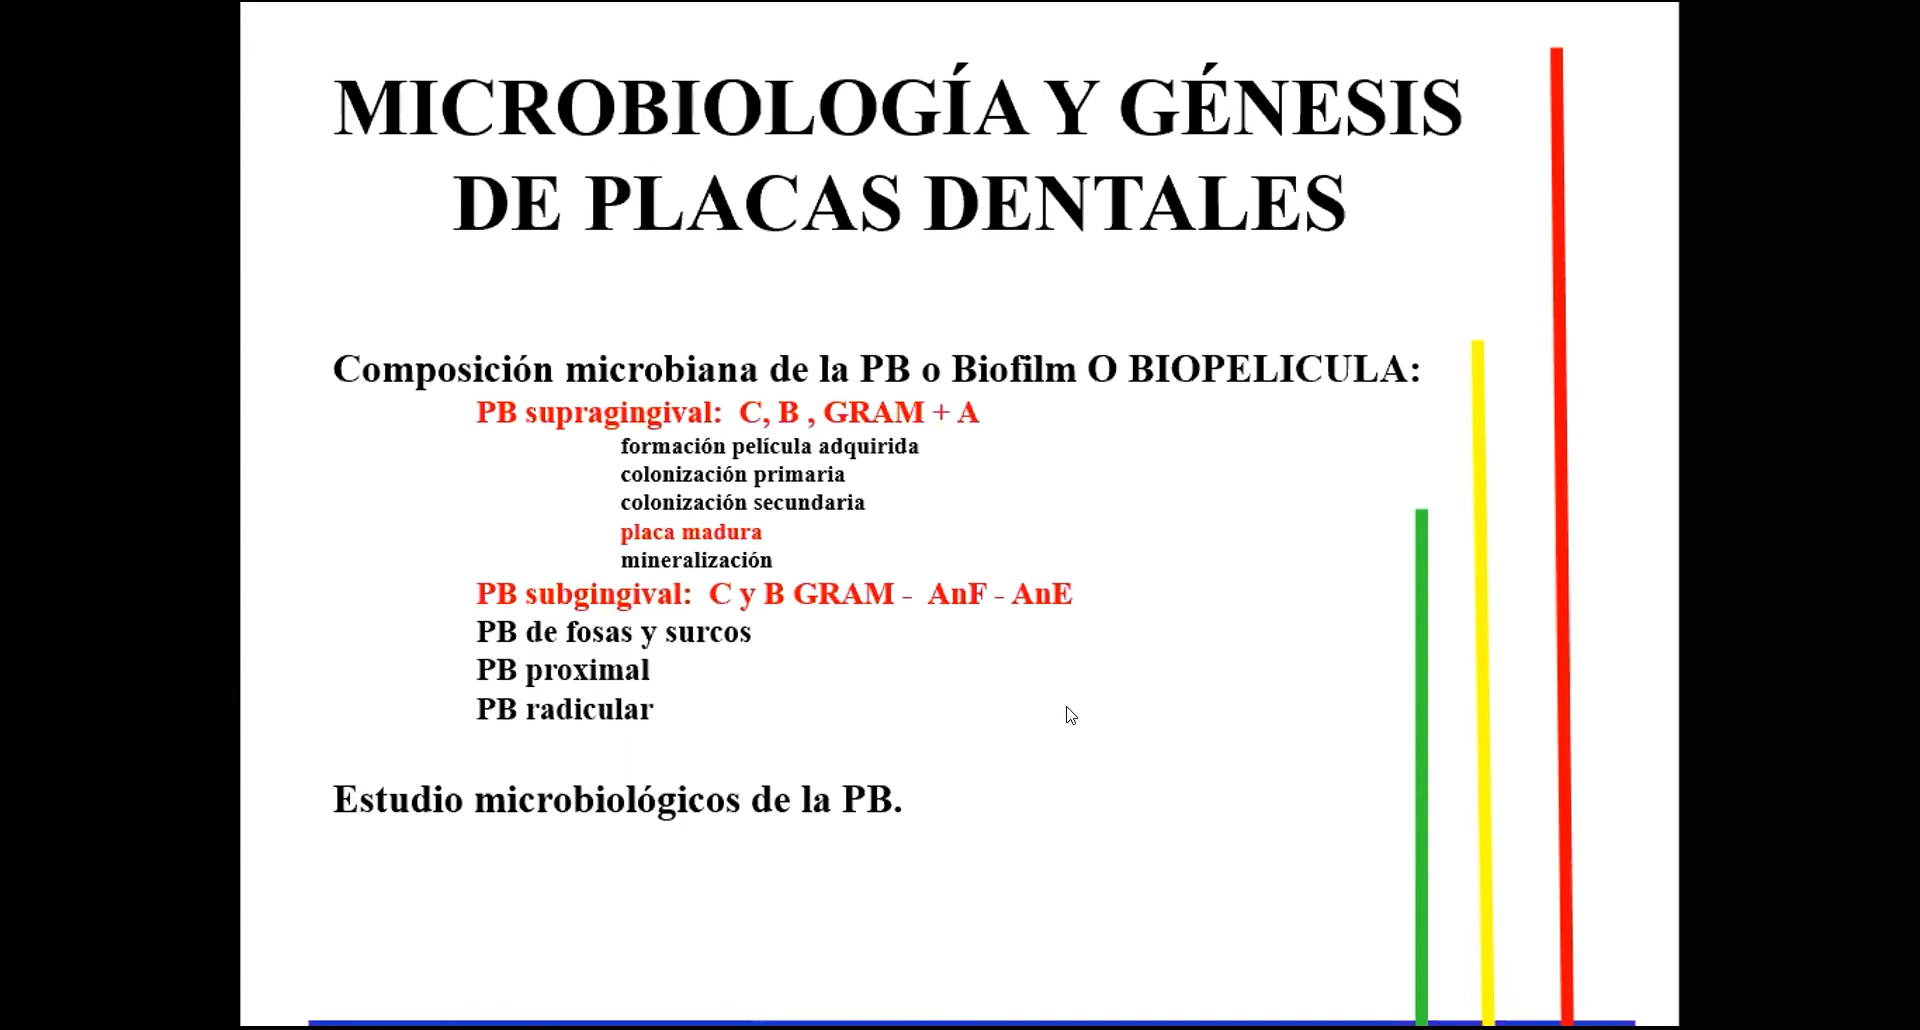 MICROBIOLOGÍA Y GÉNESIS
DE PLACAS DENTALES
Composición microbiana de la PB o Biofilm O BIOPELICULA:
PB supragingival: C, B , GRAM + A
formación película adquirida
colonización primaria
colonización secundaria
placa madura
mineralización
PB subgingival: C y B GRAM - AnF - AnE
PB de fosas y surcos
PB proximal
PB radicular
Estudio microbiológicos de la PB.